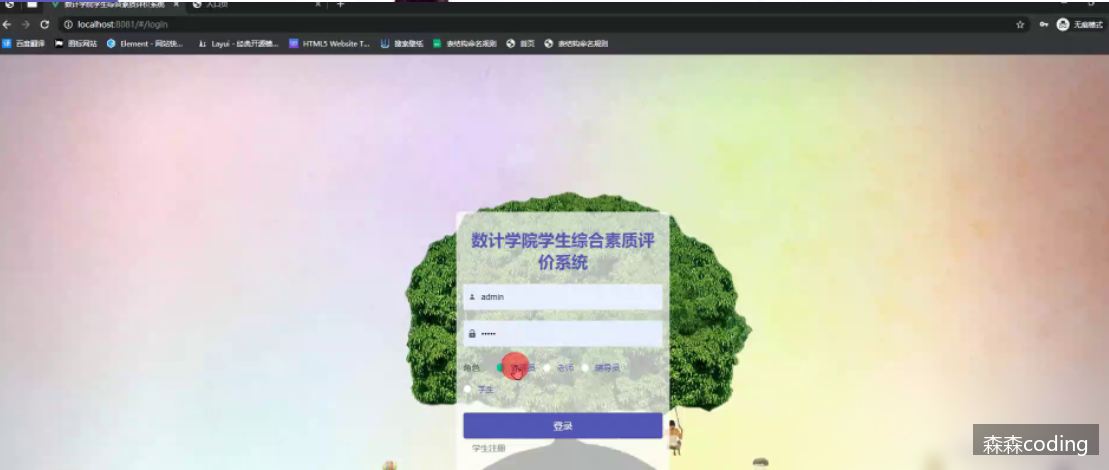 数计学院学生综合素质评价系统
入口页
localhost:8081/#/login
无痕模式
百度翻译
图标网站
Element - 网站快...
Layui - 经典开源模...
HTML5 Website T...
搜索壁纸
表结构命名规则
首页
表结构命名规则
数计学院学生综合素质评
价系统
admin
•••••
角色
老师
辅导员
学生
登录
学生注册
森森coding